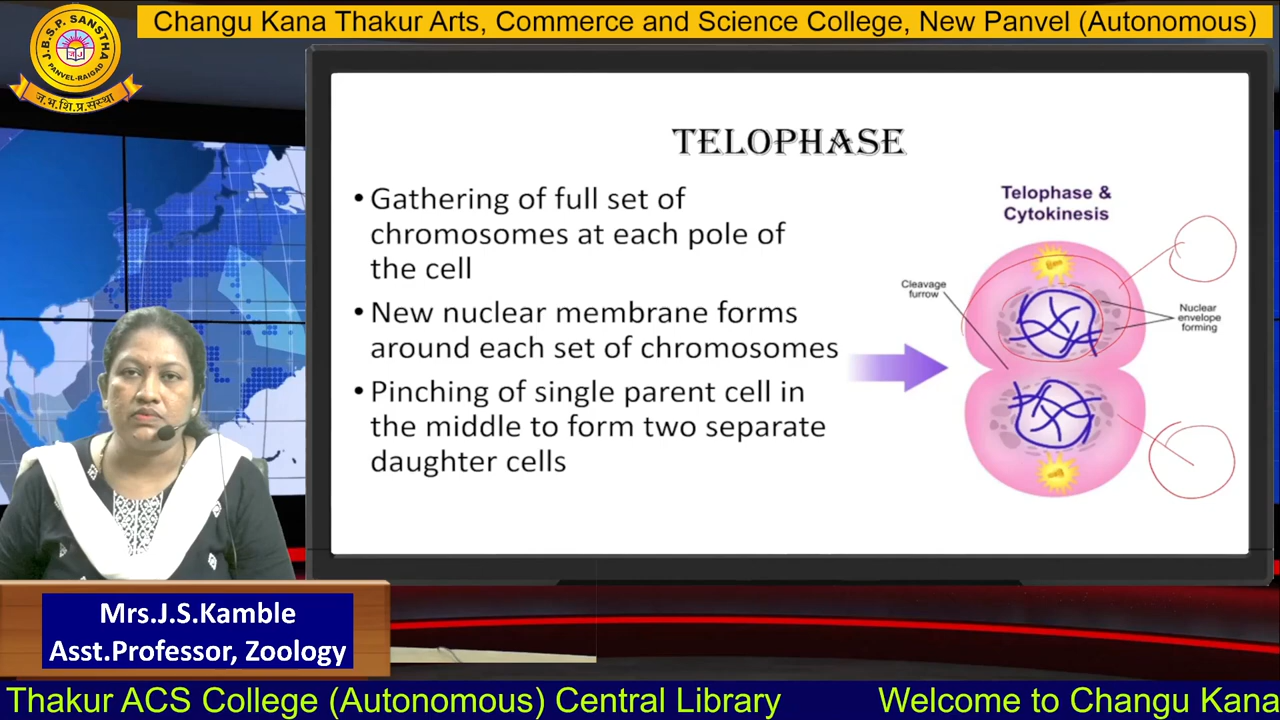 Changu Kana Thakur Arts, Commerce and Science College, New Panvel (Autonomous)
J.B.S.P. SANSTHA
PANVEL-RAIGAD
ज.भ.शि.प्र.संस्था
TELOPHASE
• Gathering of full set of
chromosomes at each pole of
the cell
• New nuclear membrane forms
around each set of chromosomes
• Pinching of single parent cell in
the middle to form two separate
daughter cells
Telophase &
Cytokinesis
Cleavage
furrow
Nuclear
envelope
forming
Mrs.J.S.Kamble
Asst.Professor, Zoology
Thakur ACS College (Autonomous) Central Library Welcome to Changu Kana